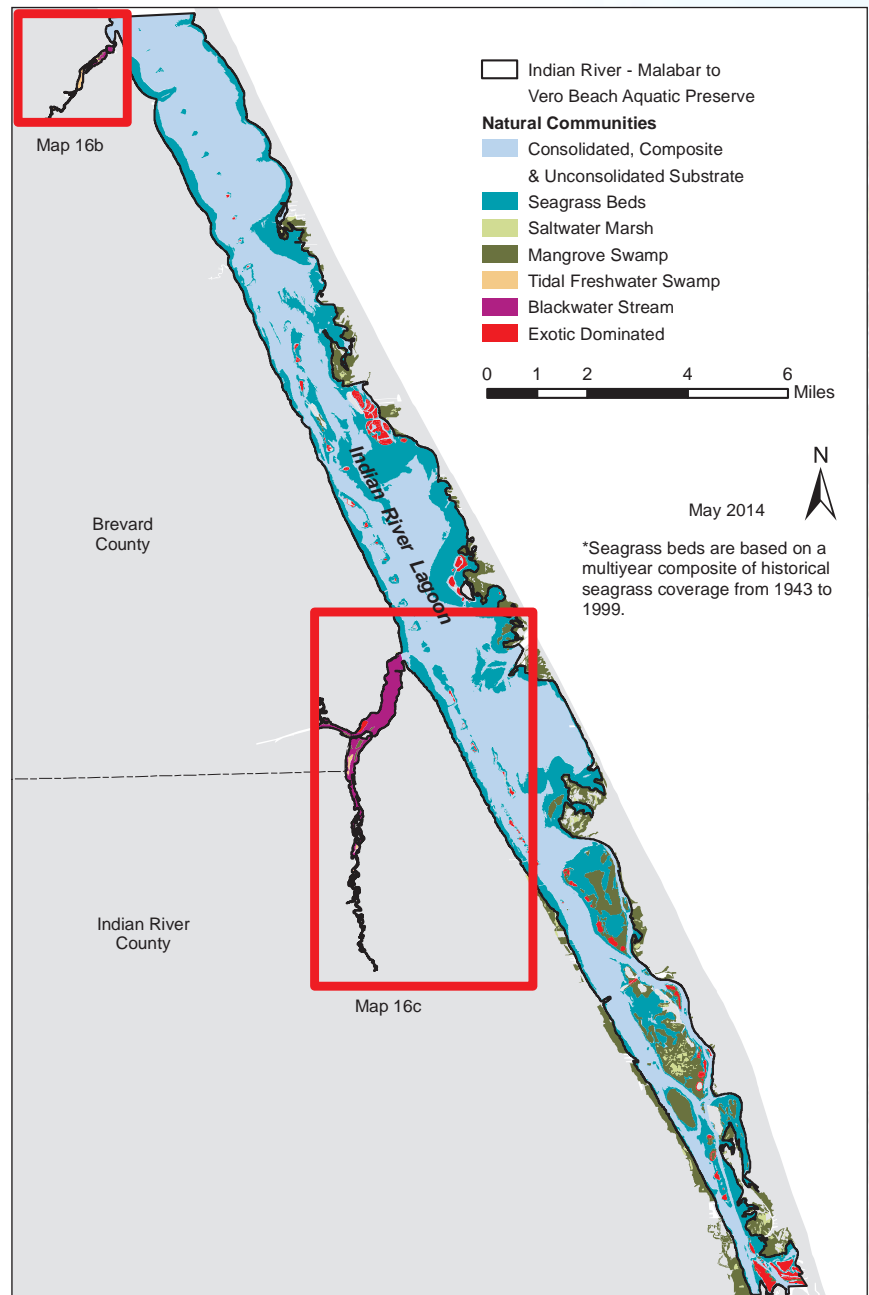 Map 16b
Indian River - Malabar to
Vero Beach Aquatic Preserve
Natural Communities
Consolidated, Composite
& Unconsolidated Substrate
Seagrass Beds
Saltwater Marsh
Mangrove Swamp
Tidal Freshwater Swamp
Blackwater Stream
Exotic Dominated
0 1 2 4 6
Miles
N
May 2014
*Seagrass beds are based on a
multiyear composite of historical
seagrass coverage from 1943 to
1999.
Indian River Lagoon
Brevard
County
Indian River
County
Map 16c